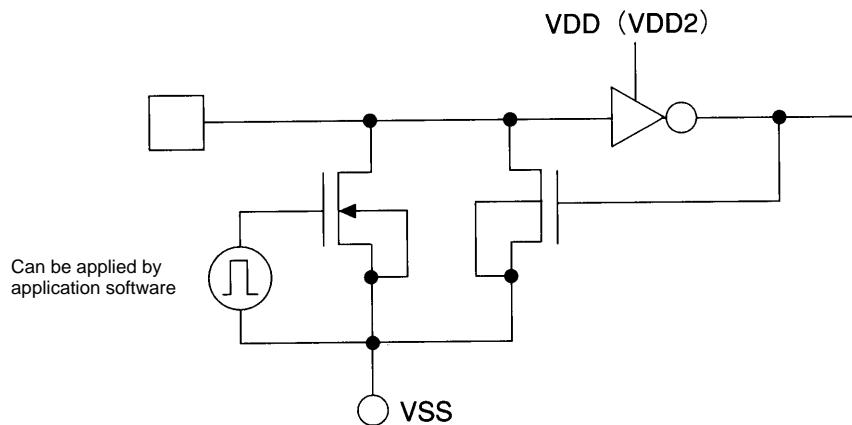 VDD (VDD2)
Can be applied by
application software
VSS